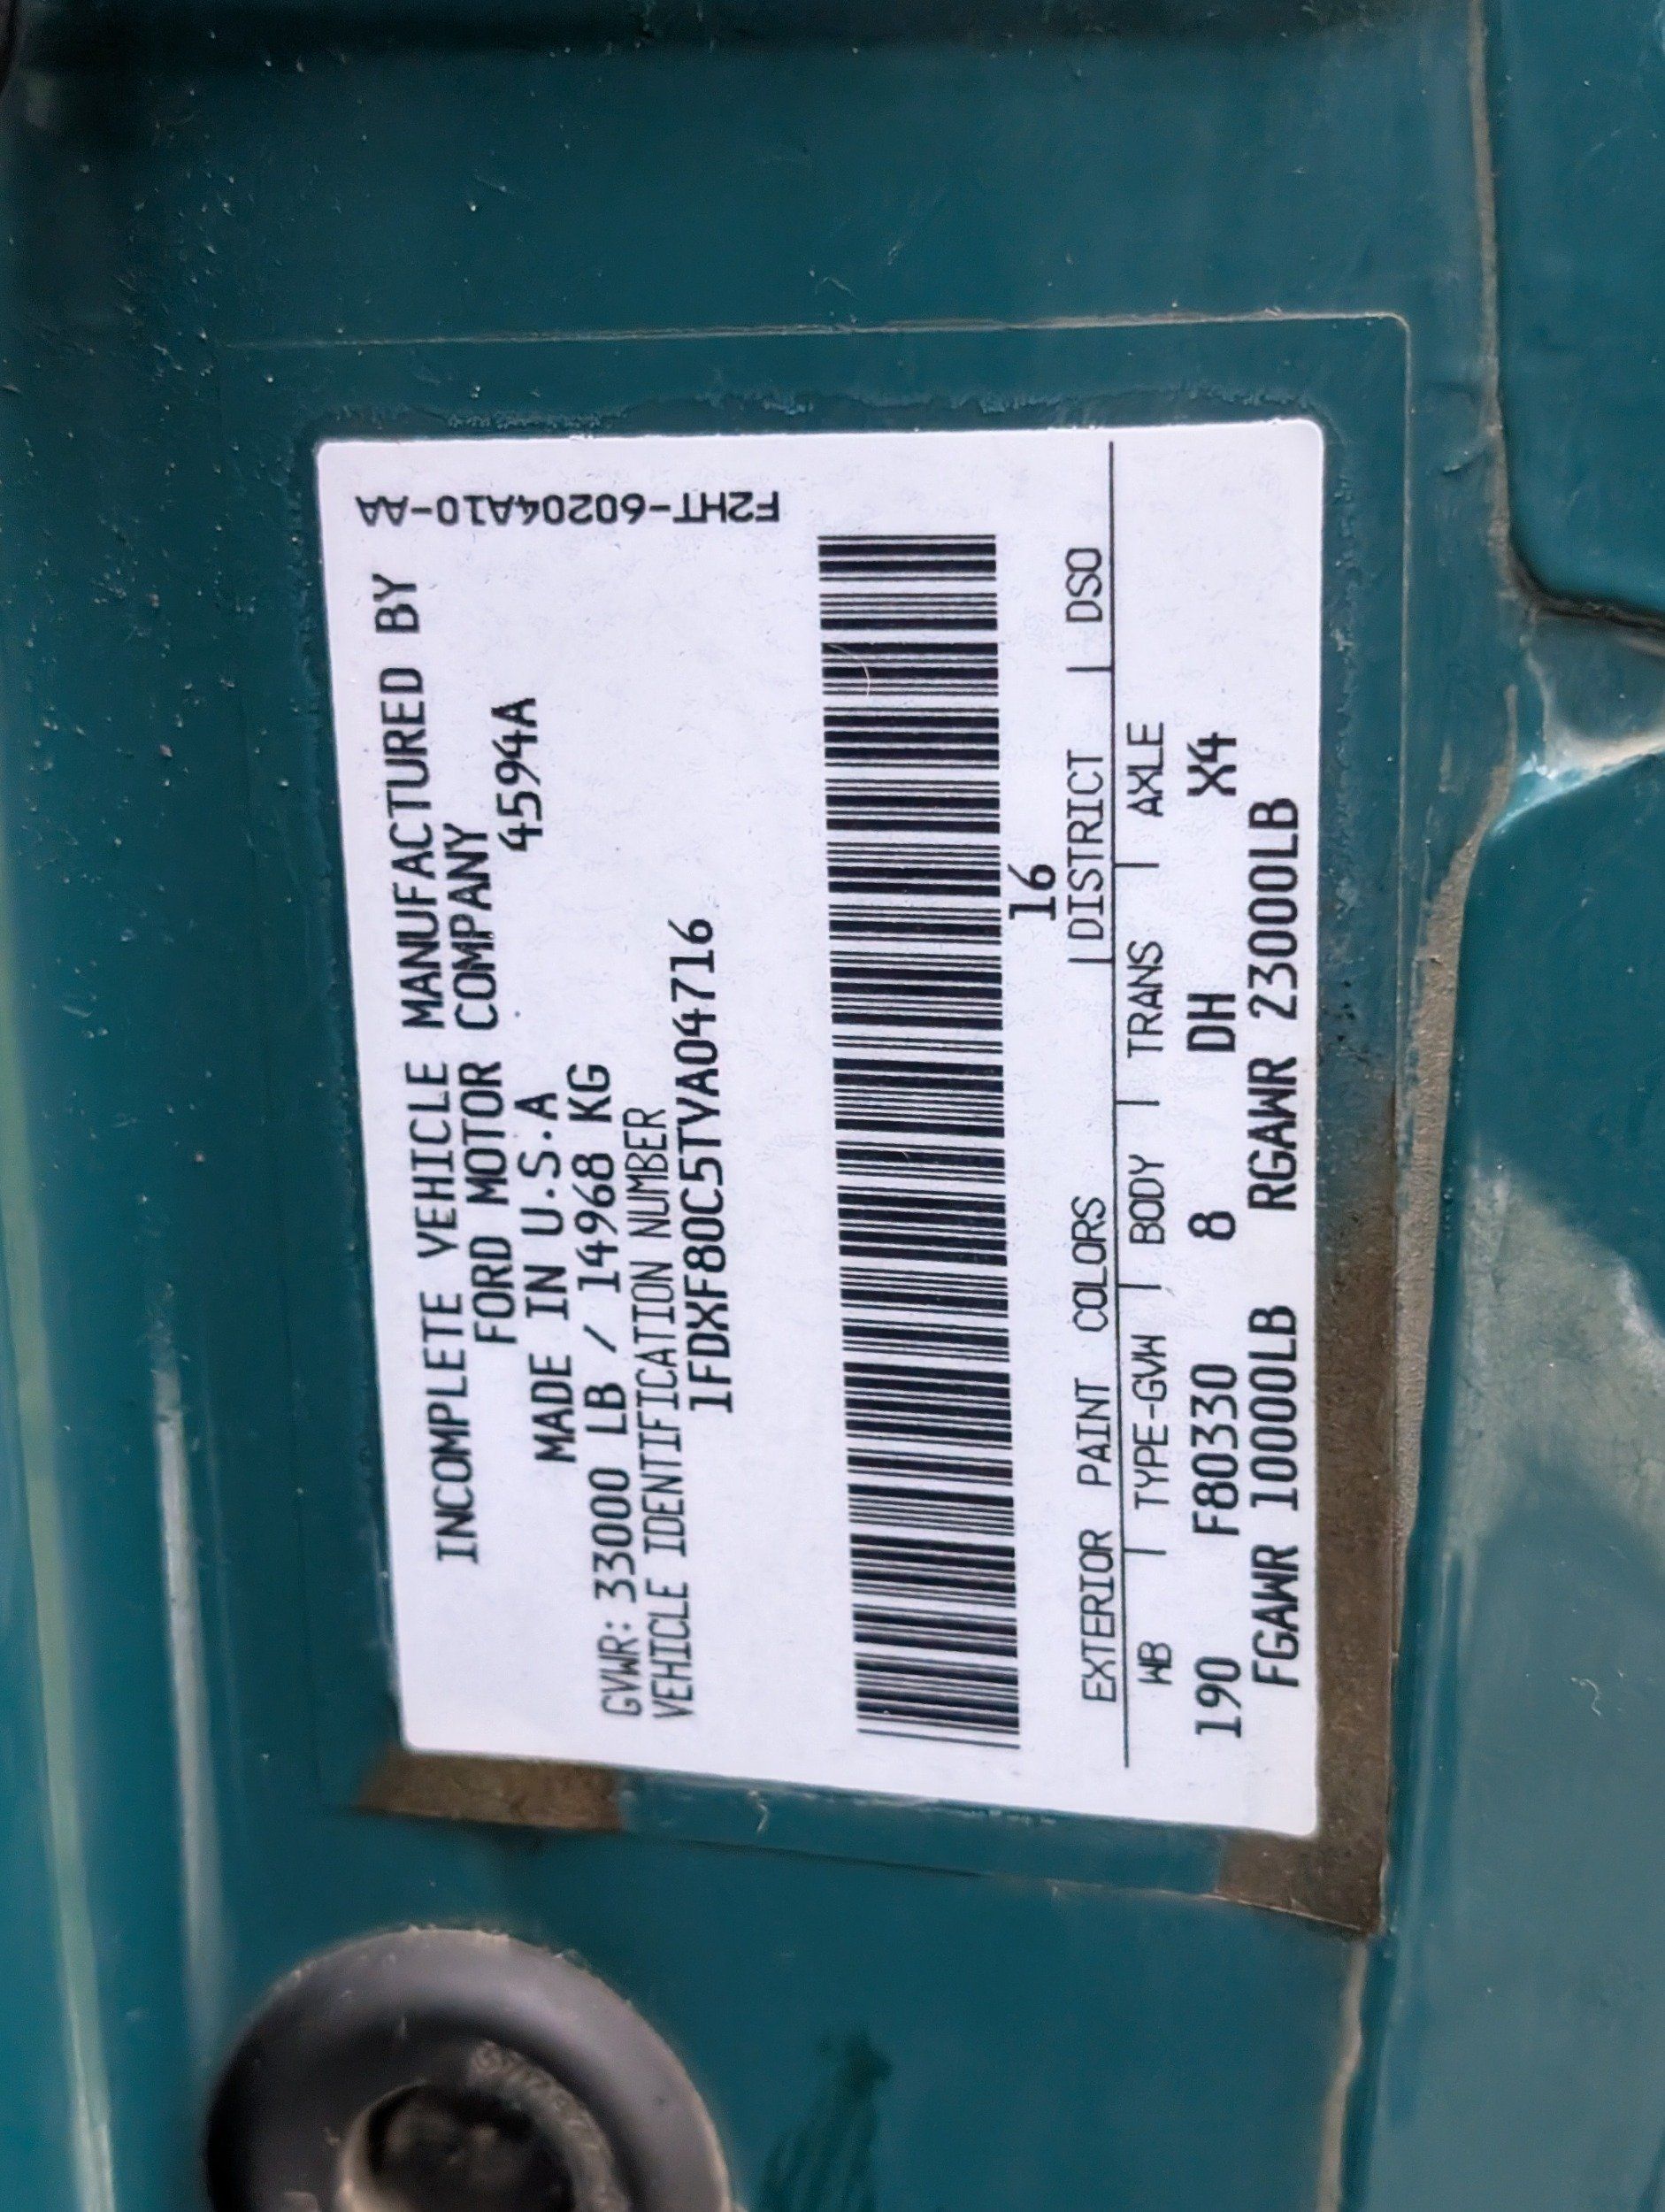 INCOMPLETE VEHICLE MANUFACTURED BY
FORD MOTOR COMPANY
MADE IN U.S.A 4594A
GVWR: 33000 LB / 14968 KG
VEHICLE IDENTIFICATION NUMBER
1FDXF80C5TVA04716
F2HT-60204A10-AA
16
EXTERIOR PAINT COLORS | DISTRICT | DSO
WB | TYPE-GVW | BODY | TRANS | AXLE
190 F80330 8 DH X4
FGAWR 10000LB RGAWR 23000LB